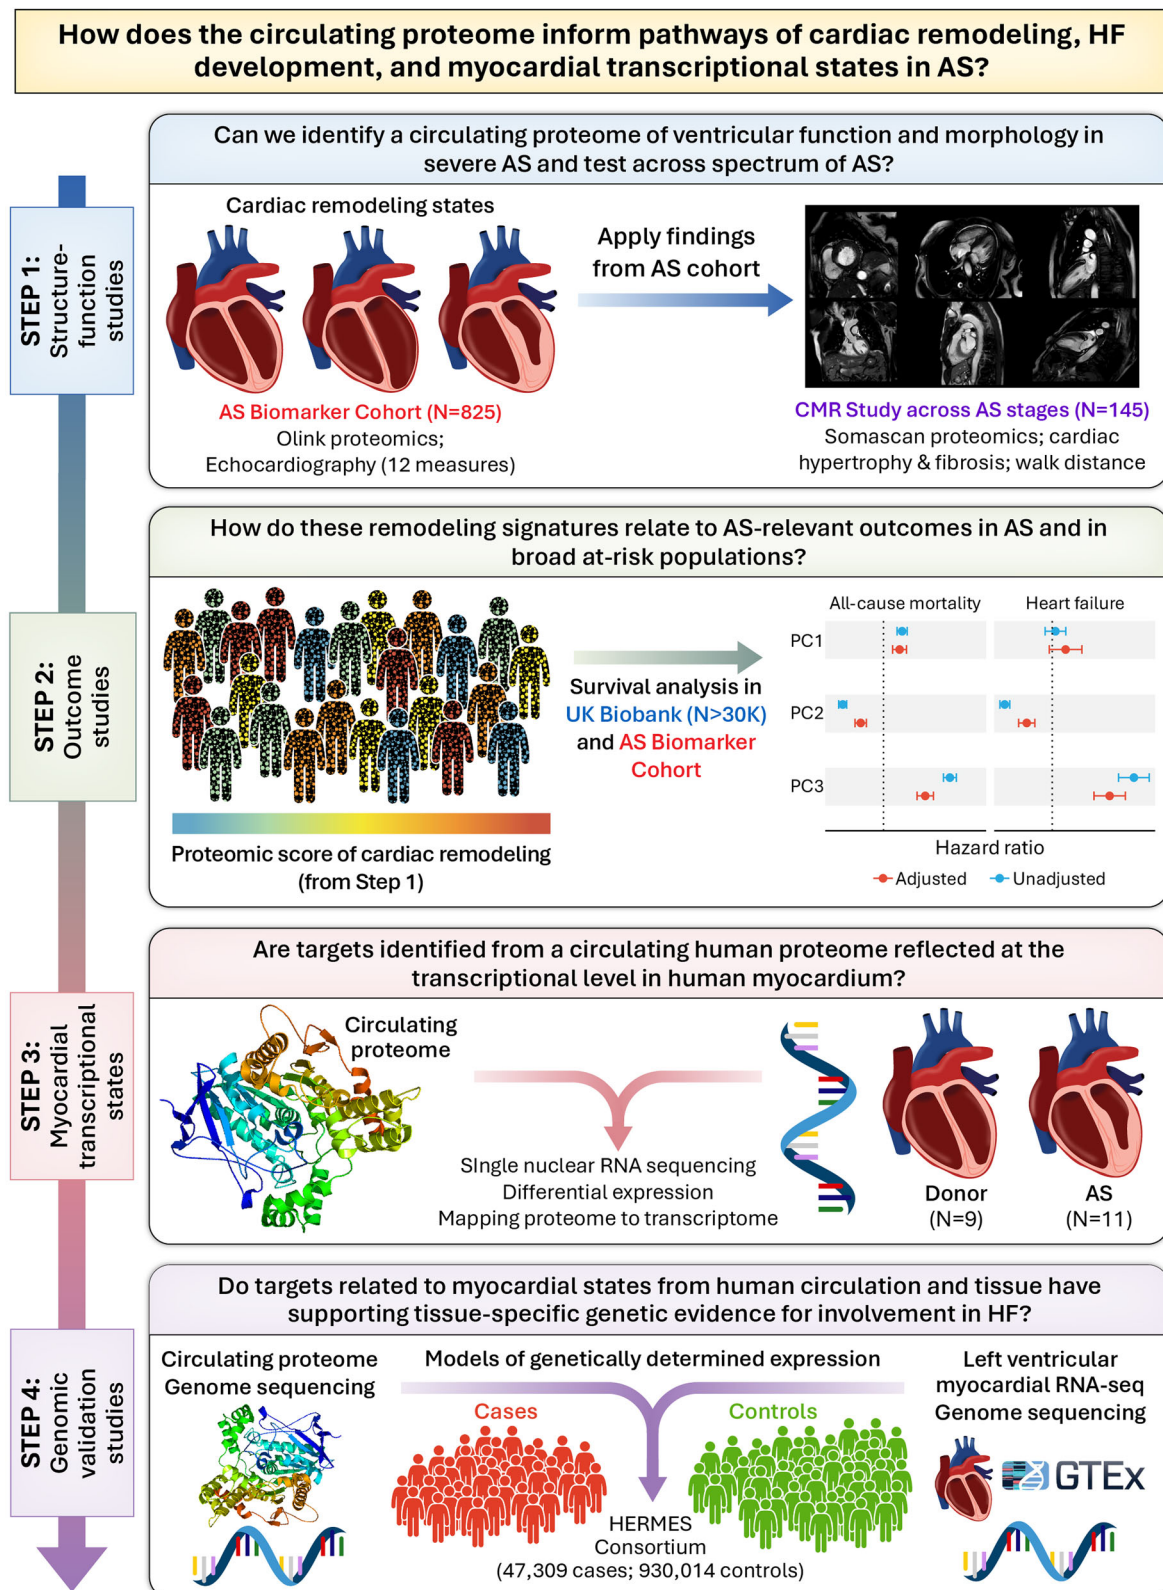 How does the circulating proteome inform pathways of cardiac remodeling, HF
development, and myocardial transcriptional states in AS?
STEP 1:
Structure-
function
studies
Can we identify a circulating proteome of ventricular function and morphology in
severe AS and test across spectrum of AS?
Cardiac remodeling states
Apply findings
from AS cohort
AS Biomarker Cohort (N=825)
Olink proteomics;
Echocardiography (12 measures)
CMR Study across AS stages (N=145)
Somascan proteomics; cardiac
hypertrophy & fibrosis; walk distance
STEP 2:
Outcome
studies
How do these remodeling signatures relate to AS-relevant outcomes in AS and in
broad at-risk populations?
Proteomic score of cardiac remodeling
(from Step 1)
Survival analysis in
UK Biobank (N>30K)
and AS Biomarker
Cohort
All-cause mortality
Heart failure
PC1
PC2
PC3
Hazard ratio
Adjusted
Unadjusted
STEP 3:
Myocardial
transcriptional
states
Are targets identified from a circulating human proteome reflected at the
transcriptional level in human myocardium?
Circulating
proteome
SIngle nuclear RNA sequencing
Differential expression
Mapping proteome to transcriptome
Donor
(N=9)
AS
(N=11)
STEP 4:
Genomic
validation
studies
Do targets related to myocardial states from human circulation and tissue have
supporting tissue-specific genetic evidence for involvement in HF?
Circulating proteome
Genome sequencing
Models of genetically determined expression
Cases
Controls
HERMES
Consortium
(47,309 cases; 930,014 controls)
Left ventricular
myocardial RNA-seq
Genome sequencing
GTEx